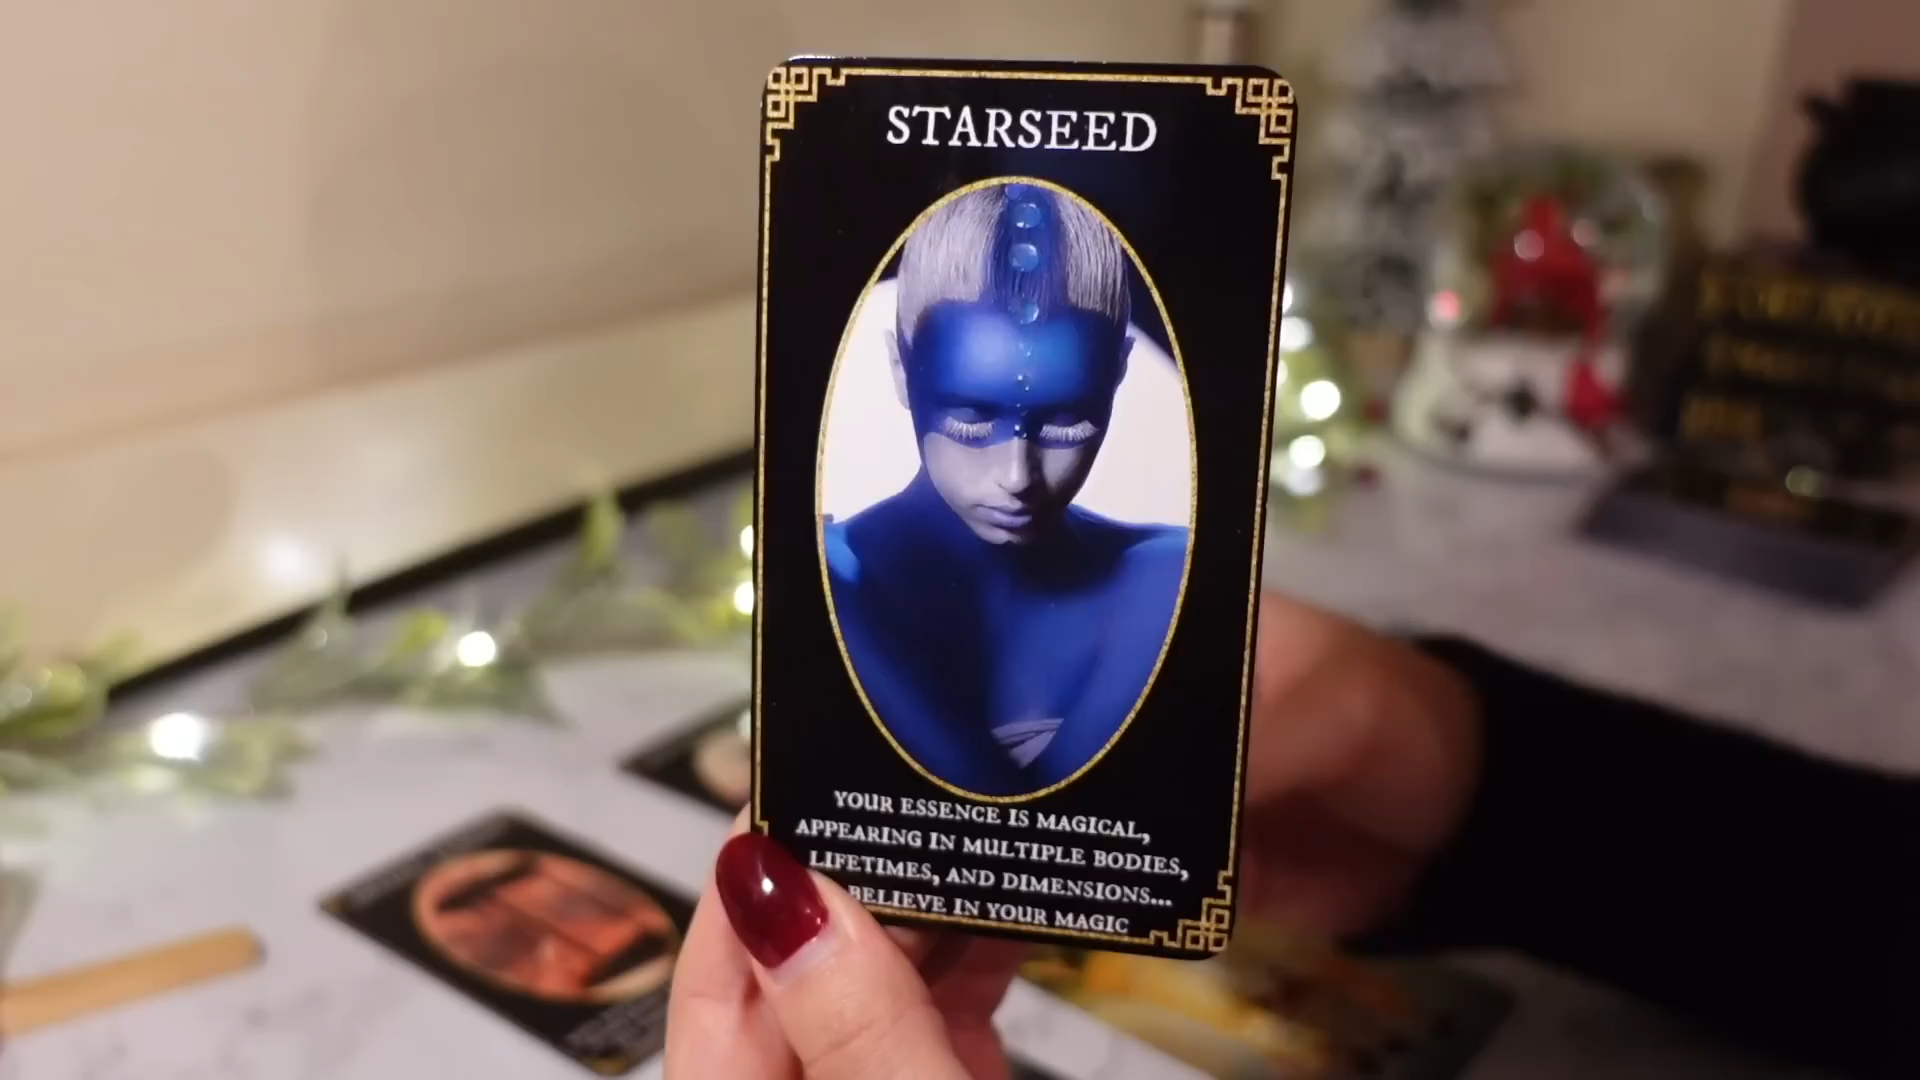 STARSEED
YOUR ESSENCE IS MAGICAL,
APPEARING IN MULTIPLE BODIES,
LIFETIMES, AND DIMENSIONS...
BELIEVE IN YOUR MAGIC